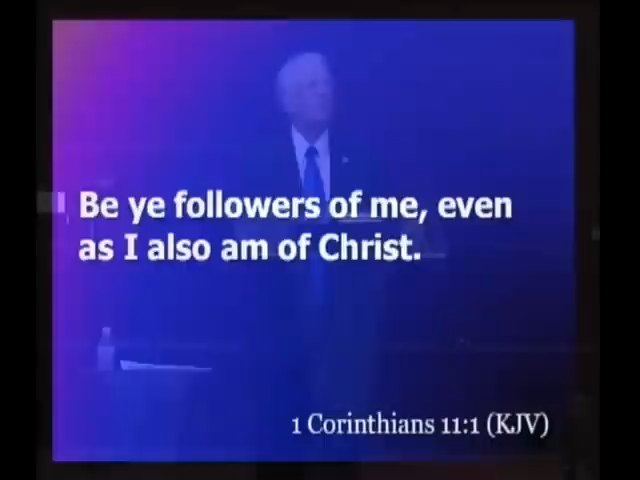 Be ye followers of me, even
as I also am of Christ.
1 Corinthians 11:1 (KJV)